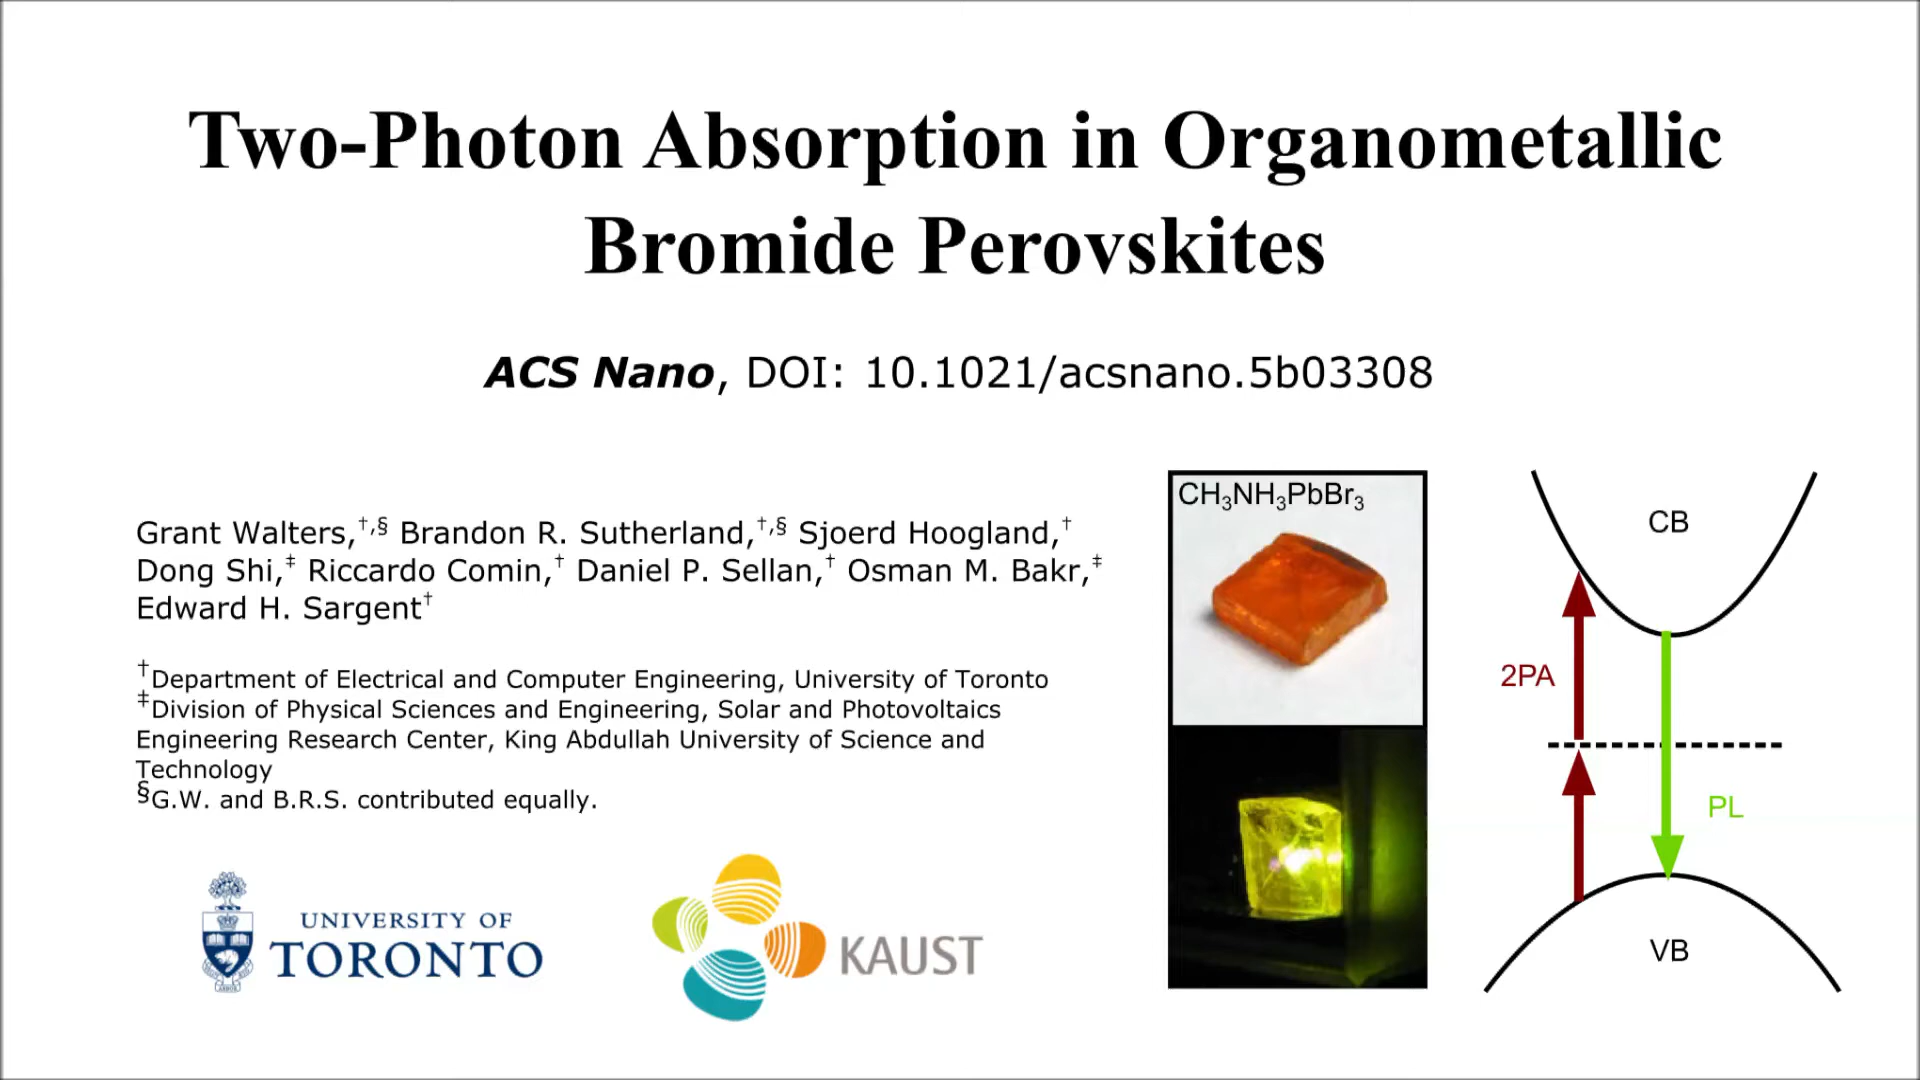 Two-Photon Absorption in Organometallic
Bromide Perovskites
ACS Nano, DOI: 10.1021/acsnano.5b03308
Grant Walters,†,§ Brandon R. Sutherland,†,§ Sjoerd Hoogland,†
Dong Shi,‡ Riccardo Comin,† Daniel P. Sellan,† Osman M. Bakr,‡
Edward H. Sargent†
†Department of Electrical and Computer Engineering, University of Toronto
‡Division of Physical Sciences and Engineering, Solar and Photovoltaics
Engineering Research Center, King Abdullah University of Science and
Technology
§G.W. and B.R.S. contributed equally.
UNIVERSITY OF
TORONTO
KAUST
CH₃NH₃PbBr₃
CB
2PA
PL
VB